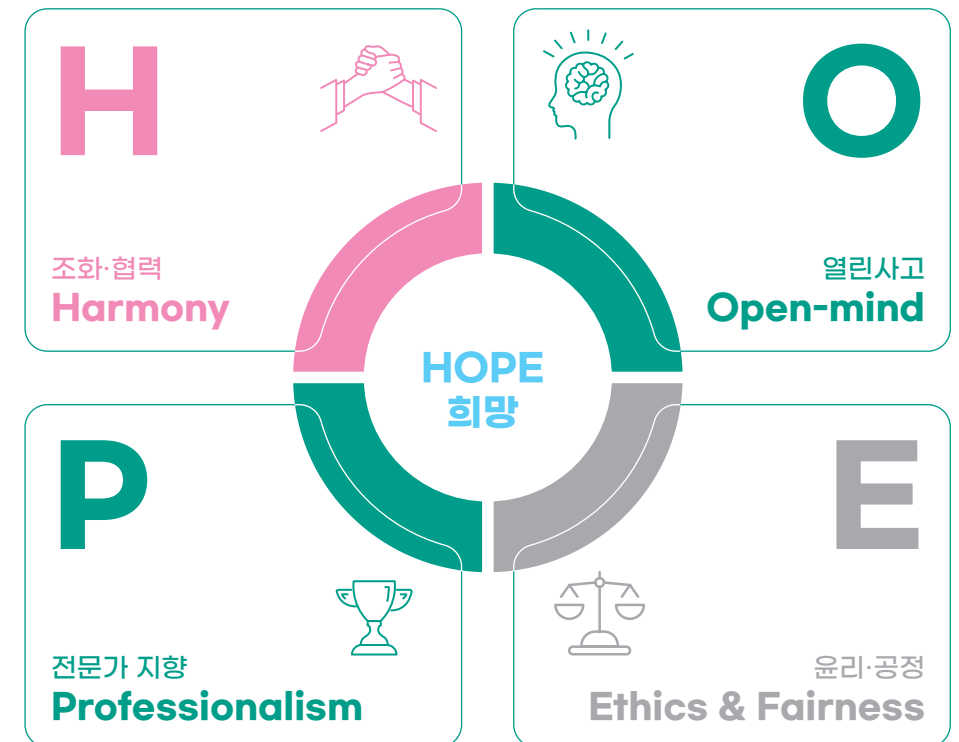 H
조화·협력
Harmony
O
열린사고
Open-mind
HOPE
희망
P
전문가 지향
Professionalism
E
윤리·공정
Ethics & Fairness